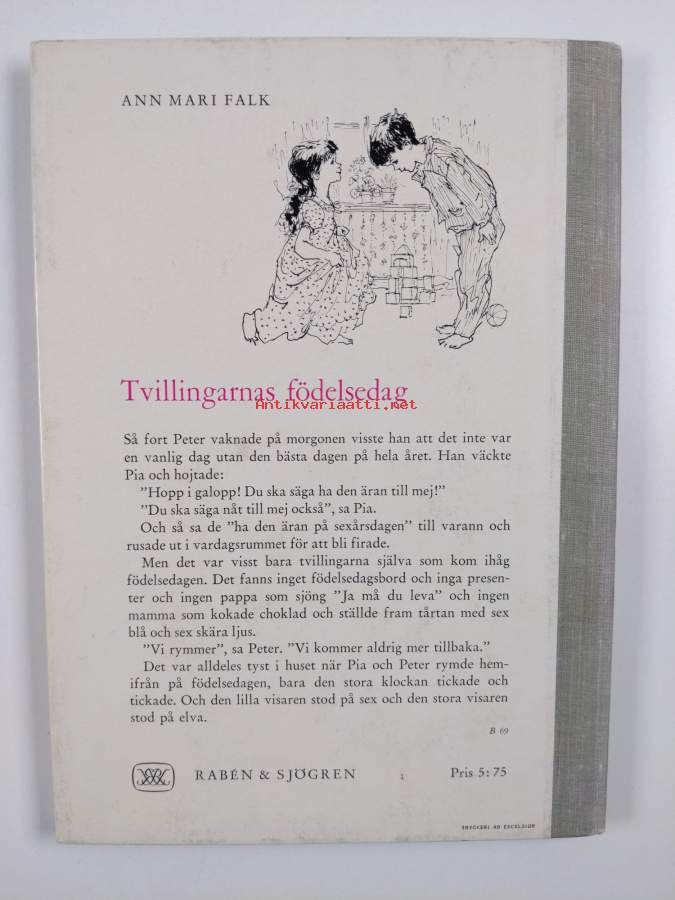 ANN MARI FALK
Tvillingarnas födelsedag
Antikvariaatti.net
Så fort Peter vaknade på morgonen visste han att det inte var
en vanlig dag utan den bästa dagen på hela året. Han väckte
Pia och hojtade:
"Hopp i galopp! Du ska säga ha den äran till mej!"
"Du ska säga nåt till mej också", sa Pia.
Och så sa de "ha den äran på sexårsdagen" till varann och
rusade ut i vardagsrummet för att bli firade.
Men det var visst bara tvillingarna själva som kom ihåg
födelsedagen. Det fanns inget födelsedagsbord och inga presen-
ter och ingen pappa som sjöng "Ja må du leva" och ingen
mamma som kokade choklad och ställde fram tårtan med sex
blå och sex skära ljus.
"Vi rymmer", sa Peter. "Vi kommer aldrig mer tillbaka."
Det var alldeles tyst i huset när Pia och Peter rymde hem-
ifrån på födelsedagen, bara den stora klockan tickade och
tickade. Och den lilla visaren stod på sex och den stora visaren
stod på elva.
B 69
RABÉN & SJÖGREN 1 Pris 5:75
TRYCKERI AB EXCELSIOR